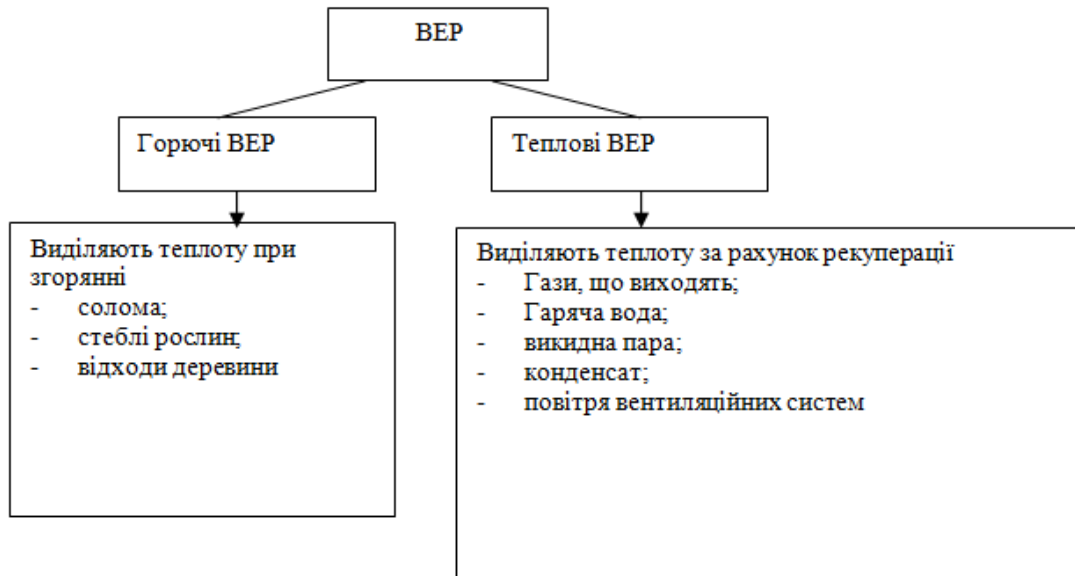 ВЕР
Горючі ВЕР
Теплові ВЕР
Виділяють теплоту при
згорянні
- солома;
- стеблі рослин;
- відходи деревини
Виділяють теплоту за рахунок рекуперації
- Гази, що виходять;
- Гаряча вода;
- викидна пара;
- конденсат;
- повітря вентиляційних систем